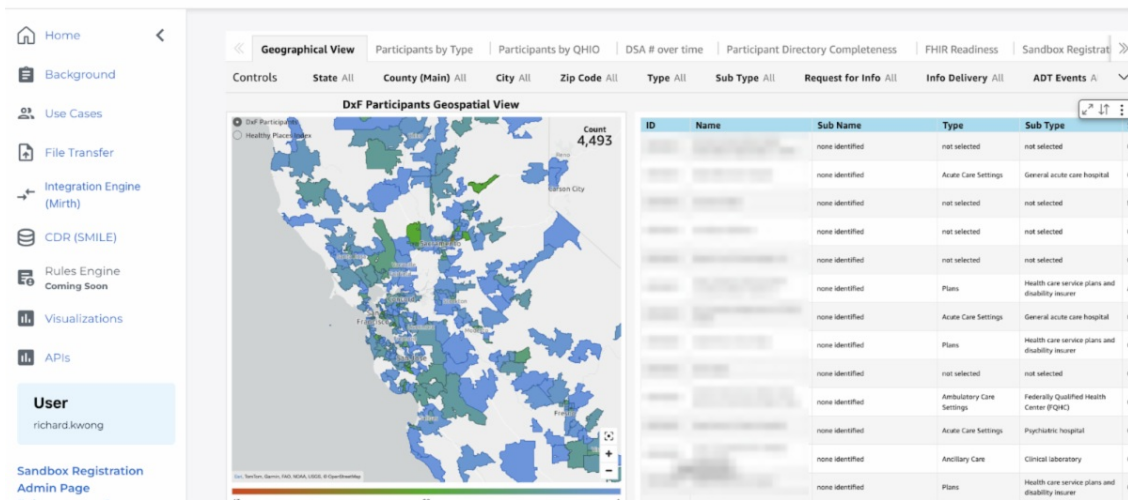 Home
Background
Use Cases
File Transfer
Integration Engine
(Mirth)
CDR (SMILE)
Rules Engine
Coming Soon
Visualizations
APIs
User
richard.kwong
Sandbox Registration
Admin Page
Geographical View
Participants by Type
Participants by QHIO
DSA # over time
Participant Directory Completeness
FHIR Readiness
Sandbox Registrat
Controls
State All
County (Main) All
City All
Zip Code All
Type All
Sub Type All
Request for Info All
Info Delivery All
ADT Events A
DxF Participants Geospatial View
DxF Participants
Healthy Places Index
Count
4,493
Carson City
Sacramento
Fresno
+
−
Esri, TomTom, Garmin, FAO, NOAA, USGS, © OpenStreetMap
ID Name Sub Name Type Sub Type
none identified not selected not selected
none identified Acute Care Settings General acute care hospital
none identified not selected not selected
none identified not selected not selected
none identified not selected not selected
none identified Plans Health care service plans and
disability insurer
none identified Acute Care Settings General acute care hospital
none identified Plans Health care service plans and
disability insurer
none identified not selected not selected
none identified Ambulatory Care
Settings Federally Qualified Health
Center (FQHC)
none identified Acute Care Settings Psychiatric hospital
none identified Ancillary Care Clinical laboratory
none identified Plans Health care service plans and
disability insurer